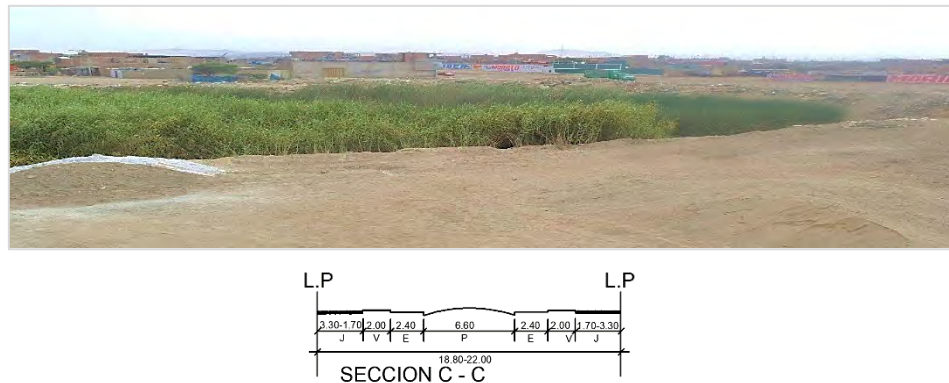 L.P L.P
3.30-1.70 2.00 2.40 6.60 2.40 2.00 1.70-3.30
J V E P E V J
18.80-22.00
SECCION C - C